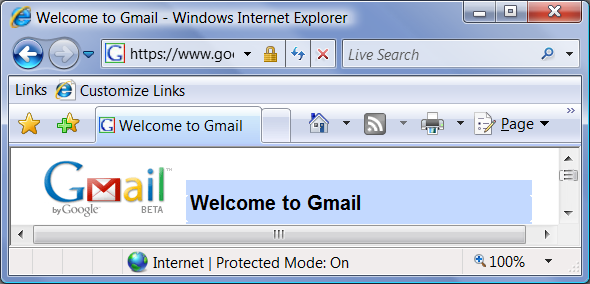 Welcome to Gmail - Windows Internet Explorer
https://www.goo
Live Search
Links Customize Links
Welcome to Gmail
Page
Gmail™
by Google BETA
Welcome to Gmail
Internet | Protected Mode: On
100%